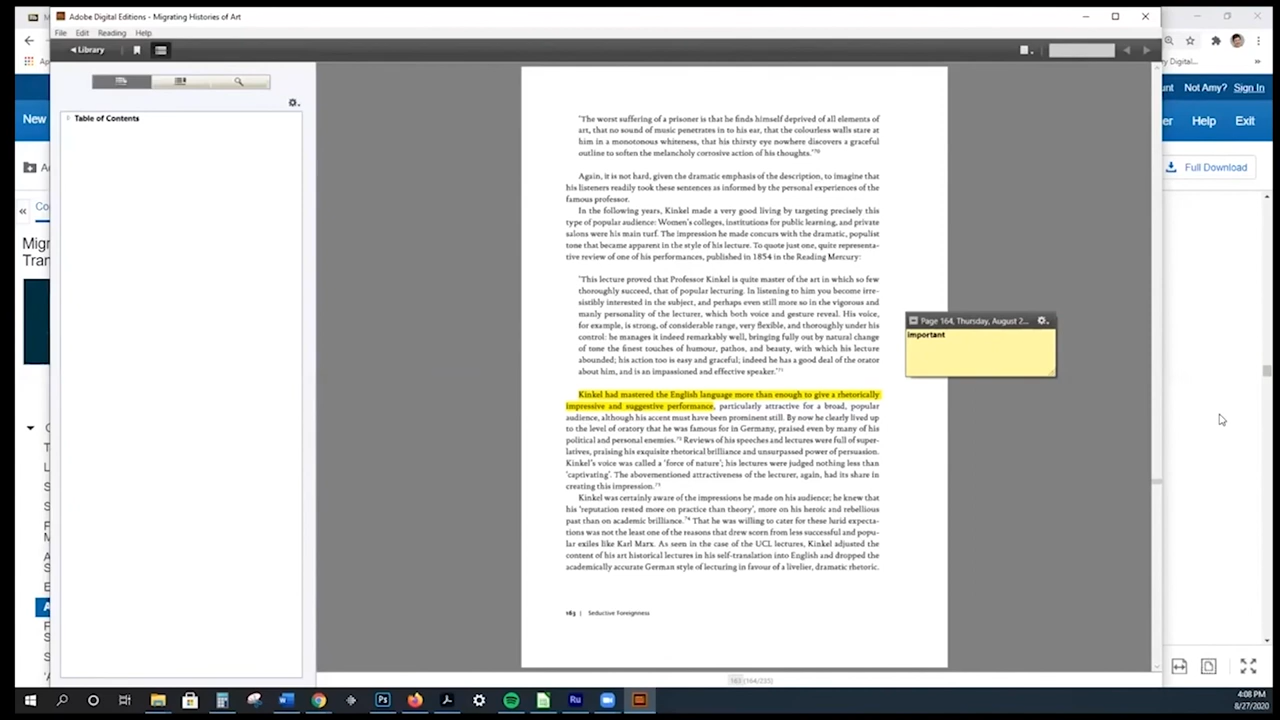 Adobe Digital Editions - Migrating Histories of Art
File Edit Reading Help
Library
Table of Contents
"The worst suffering of a prisoner is that he finds himself deprived of all elements of
art, that no sound of music penetrates in to his ear, that the colourless walls stare at
him in a monotonous whiteness, that his thirsty eye nowhere discovers a graceful
outline to soften the melancholy corrosive action of his thoughts."⁷⁰
Again, it is not hard, given the dramatic emphasis of the description, to imagine that
his listeners readily took these sentences as informed by the personal experiences of the
famous professor.
In the following years, Kinkel made a very good living by targeting precisely this
type of popular audience: Women's colleges, institutions for public learning, and private
salons were his main turf. The impression he made concurs with the dramatic, populist
tone that became apparent in the style of his lecture. To quote just one, quite representa-
tive review of one of his performances, published in 1854 in the Reading Mercury:
"This lecture proved that Professor Kinkel is quite master of the art in which so few
thoroughly succeed, that of popular lecturing. In listening to him you become irre-
sistibly interested in the subject, and perhaps even still more so in the vigorous and
manly personality of the lecturer, which both voice and gesture reveal. His voice,
for example, is strong, of considerable range, very flexible, and thoroughly under his
control: he manages it indeed remarkably well, bringing fully out by natural change
of tone the finest touches of humour, pathos, and beauty, with which his lecture
abounded; his action too is easy and graceful; indeed he has a good deal of the orator
about him, and is an impassioned and effective speaker."⁷¹
Kinkel had mastered the English language more than enough to give a rhetorically
impressive and suggestive performance, particularly attractive for a broad, popular
audience, although his accent must have been prominent still. By now he clearly lived up
to the level of oratory that he was famous for in Germany, praised even by many of his
political and personal enemies. Reviews of his speeches and lectures were full of super-
latives, praising his exquisite rhetorical brilliance and unsurpassed power of persuasion.
Kinkel's voice was called a 'force of nature'; his lectures were judged nothing less than
'captivating'. The abovementioned attractiveness of the lecturer, again, had its share in
creating this impression.⁷³
Kinkel was certainly aware of the impressions he made on his audience; he knew that
his 'reputation rested more on practice than theory', more on his heroic and rebellious
past than on academic brilliance.⁷⁴ That he was willing to cater for these lurid expecta-
tions was not the least one of the reasons that drew scorn from less successful and popu-
lar exiles like Karl Marx. As seen in the case of the UCL lectures, Kinkel adjusted the
content of his art historical lectures in his self-translation into English and dropped the
academically accurate German style of lecturing in favour of a livelier, dramatic rhetoric.
163 | Seductive Foreignness
163 (164/235)
Page 164, Thursday, August 2...
important
Not Amy? Sign In
New
Help Exit
Full Download
Migr
Tran
4:08 PM
8/27/2020